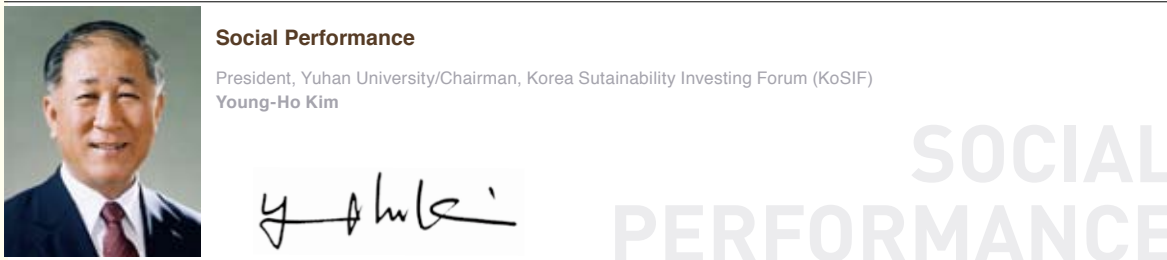 Social Performance
President, Yuhan University/Chairman, Korea Sutainability Investing Forum (KoSIF)
Young-Ho Kim
SOCIAL
PERFORMANCE